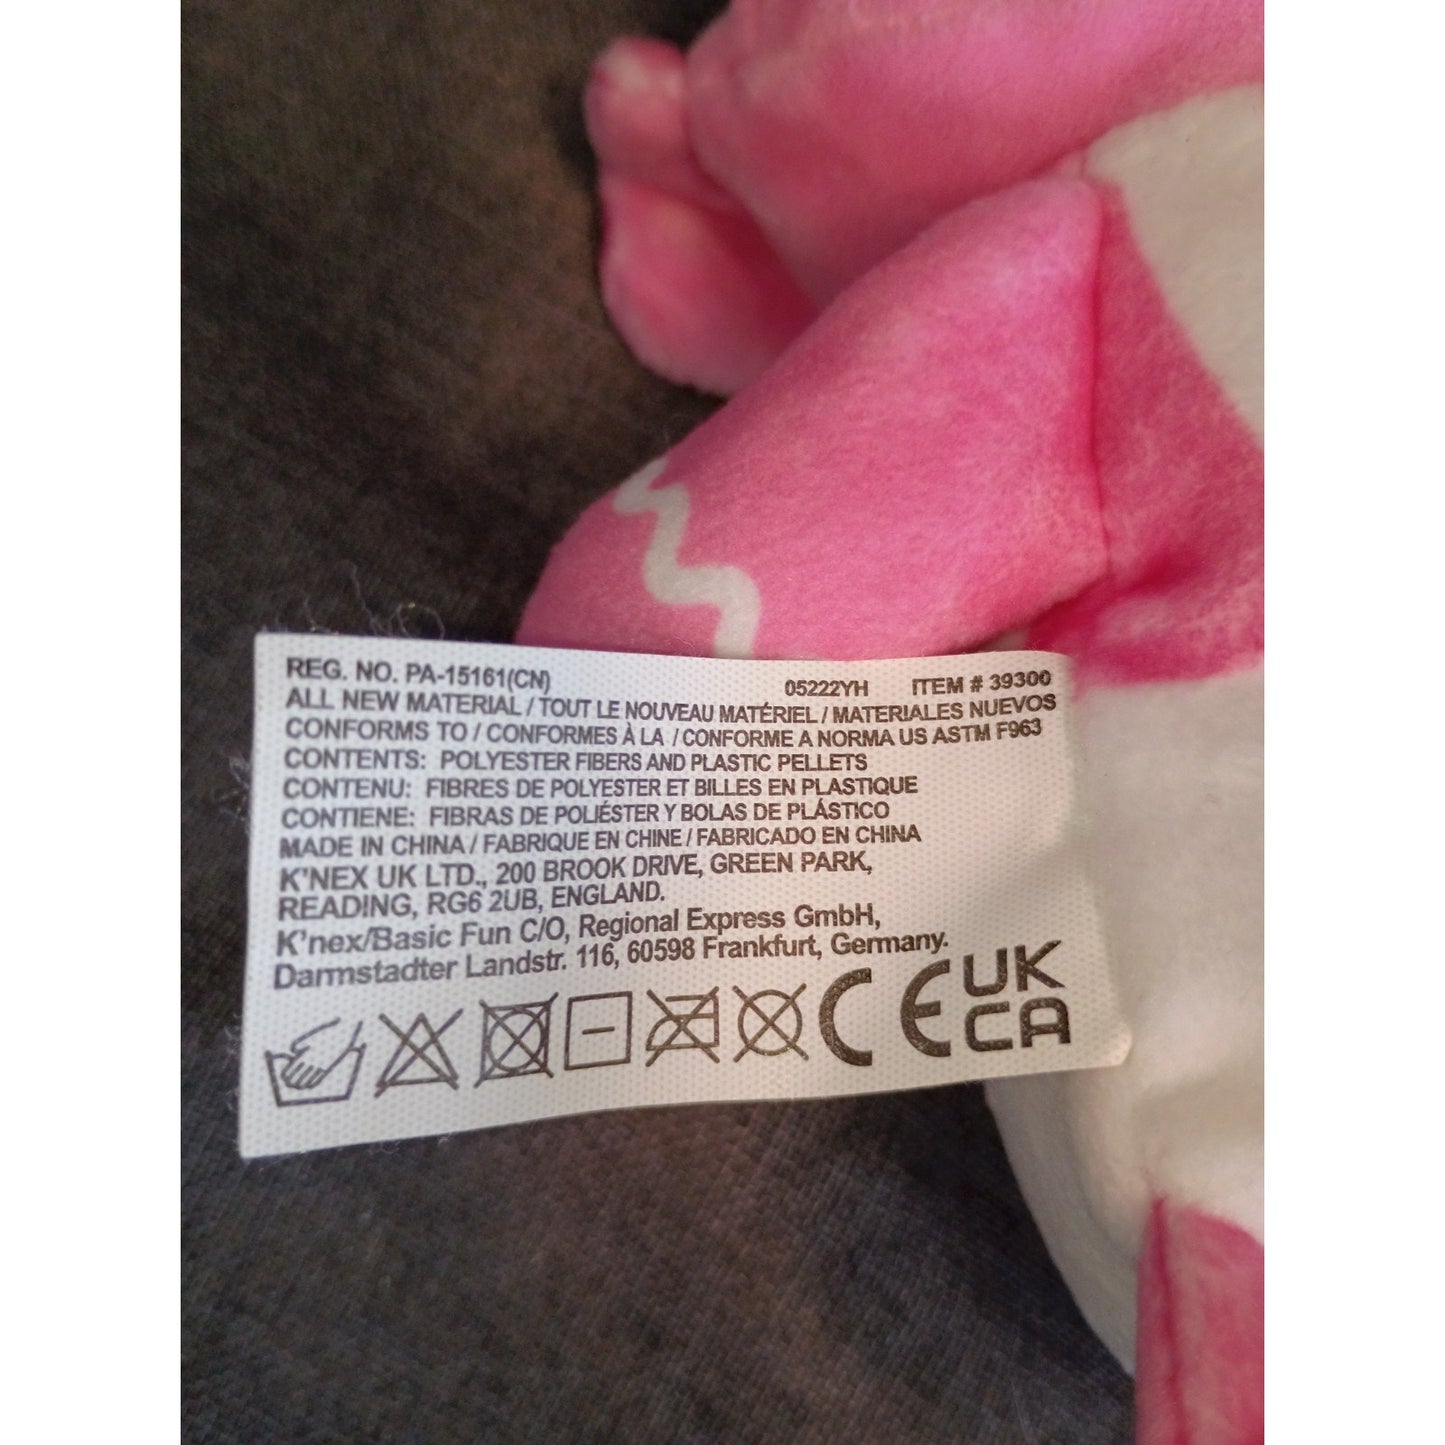 REG. NO. PA-15161(CN) 05222YH ITEM # 39300
ALL NEW MATERIAL / TOUT LE NOUVEAU MATÉRIEL / MATERIALES NUEVOS
CONFORMS TO / CONFORMES À LA / CONFORME A NORMA US ASTM F963
CONTENTS: POLYESTER FIBERS AND PLASTIC PELLETS
CONTENU: FIBRES DE POLYESTER ET BILLES EN PLASTIQUE
CONTIENE: FIBRAS DE POLIÉSTER Y BOLAS DE PLÁSTICO
MADE IN CHINA / FABRIQUE EN CHINE / FABRICADO EN CHINA
K'NEX UK LTD., 200 BROOK DRIVE, GREEN PARK,
READING, RG6 2UB, ENGLAND.
K'nex/Basic Fun C/O, Regional Express GmbH,
Darmstadter Landstr. 116, 60598 Frankfurt, Germany.
CE UK
CA